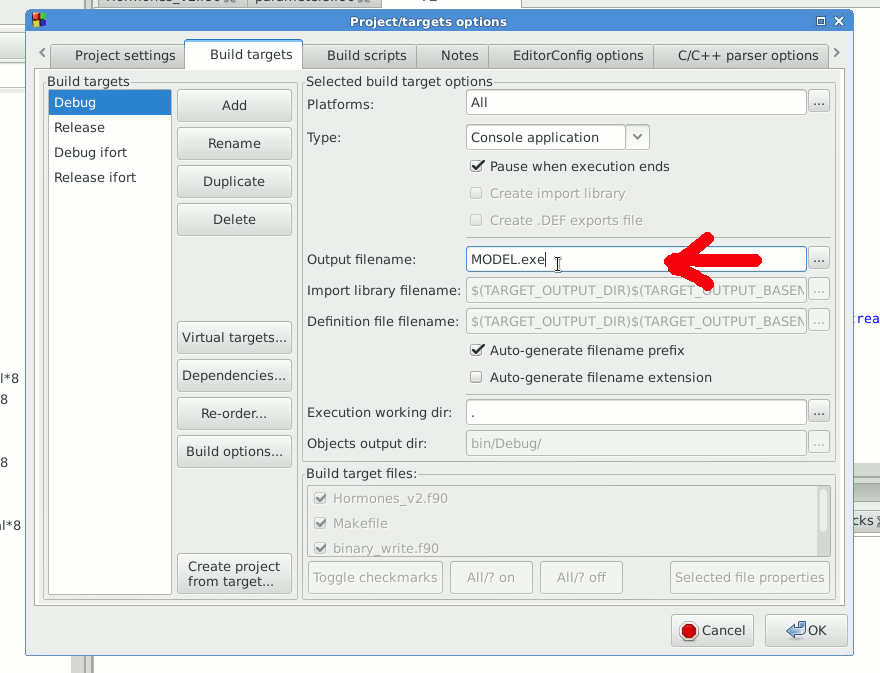 Project/targets options
Project settings
Build targets
Build scripts
Notes
EditorConfig options
C/C++ parser options
Build targets
Debug
Release
Debug ifort
Release ifort
Add
Rename
Duplicate
Delete
Virtual targets...
Dependencies...
Re-order...
Build options...
Create project
from target...
Selected build target options
Platforms:
All
...
Type:
Console application
Pause when execution ends
Create import library
Create .DEF exports file
Output filename:
MODEL.exe
...
Import library filename:
$(TARGET_OUTPUT_DIR)$(TARGET_OUTPUT_BASEN
...
Definition file filename:
$(TARGET_OUTPUT_DIR)$(TARGET_OUTPUT_BASEN
...
Auto-generate filename prefix
Auto-generate filename extension
Execution working dir:
.
...
Objects output dir:
bin/Debug/
...
Build target files:
Hormones_v2.f90
Makefile
binary_write.f90
Toggle checkmarks
All/? on
All/? off
Selected file properties
Cancel
OK
l*8
8
8
al*8